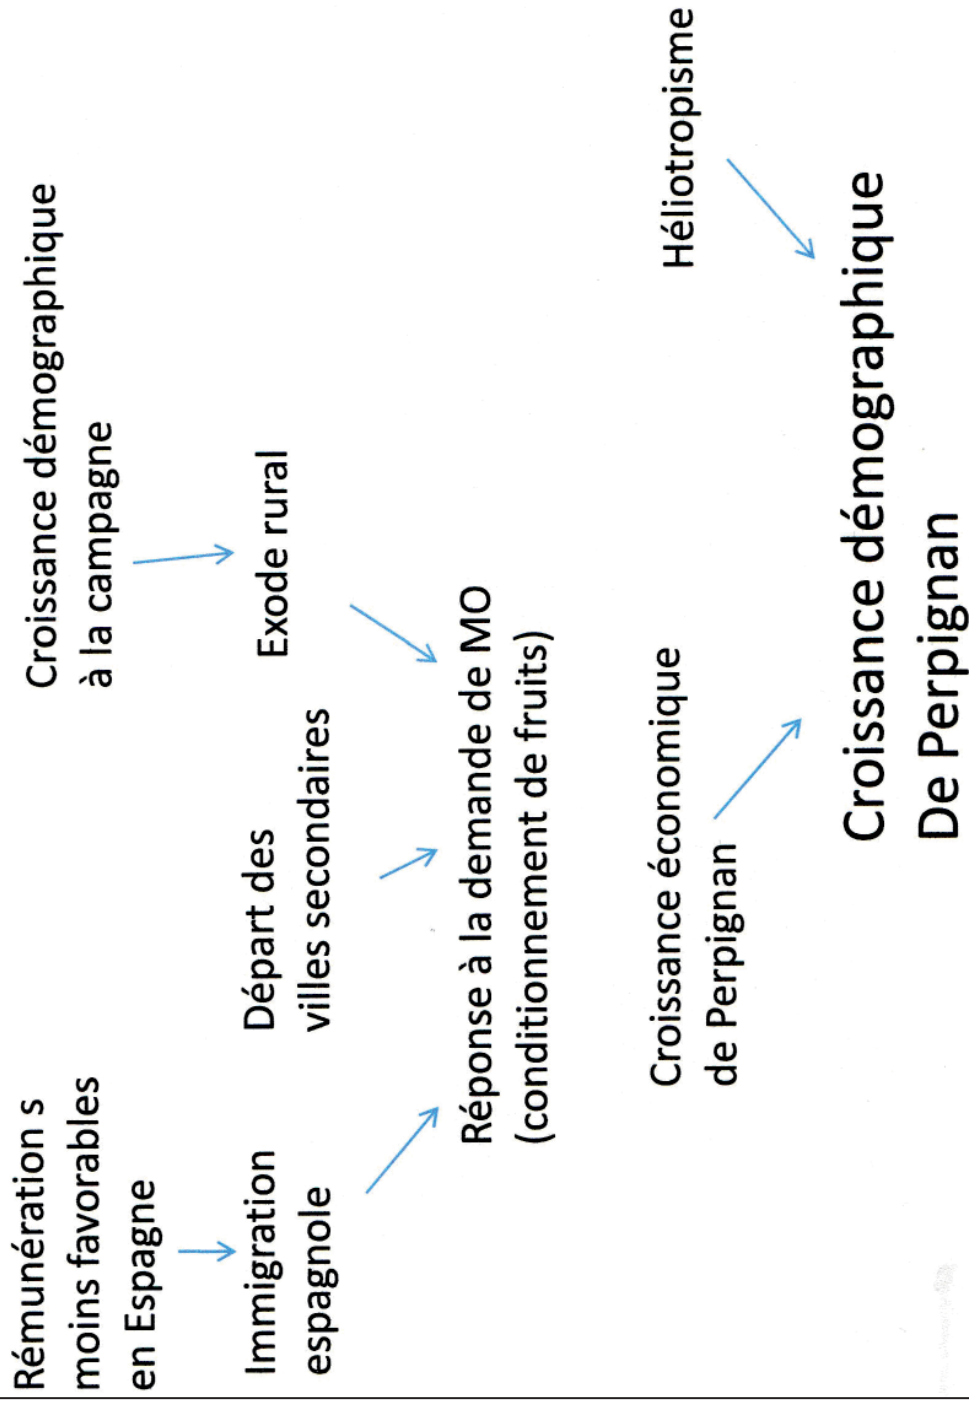 Rémunération s
moins favorables
en Espagne
Croissance démographique
à la campagne
Immigration
espagnole
Départ des
villes secondaires
Exode rural
Réponse à la demande de MO
(conditionnement de fruits)
Croissance économique
de Perpignan
Héliotropisme
Croissance démographique
De Perpignan